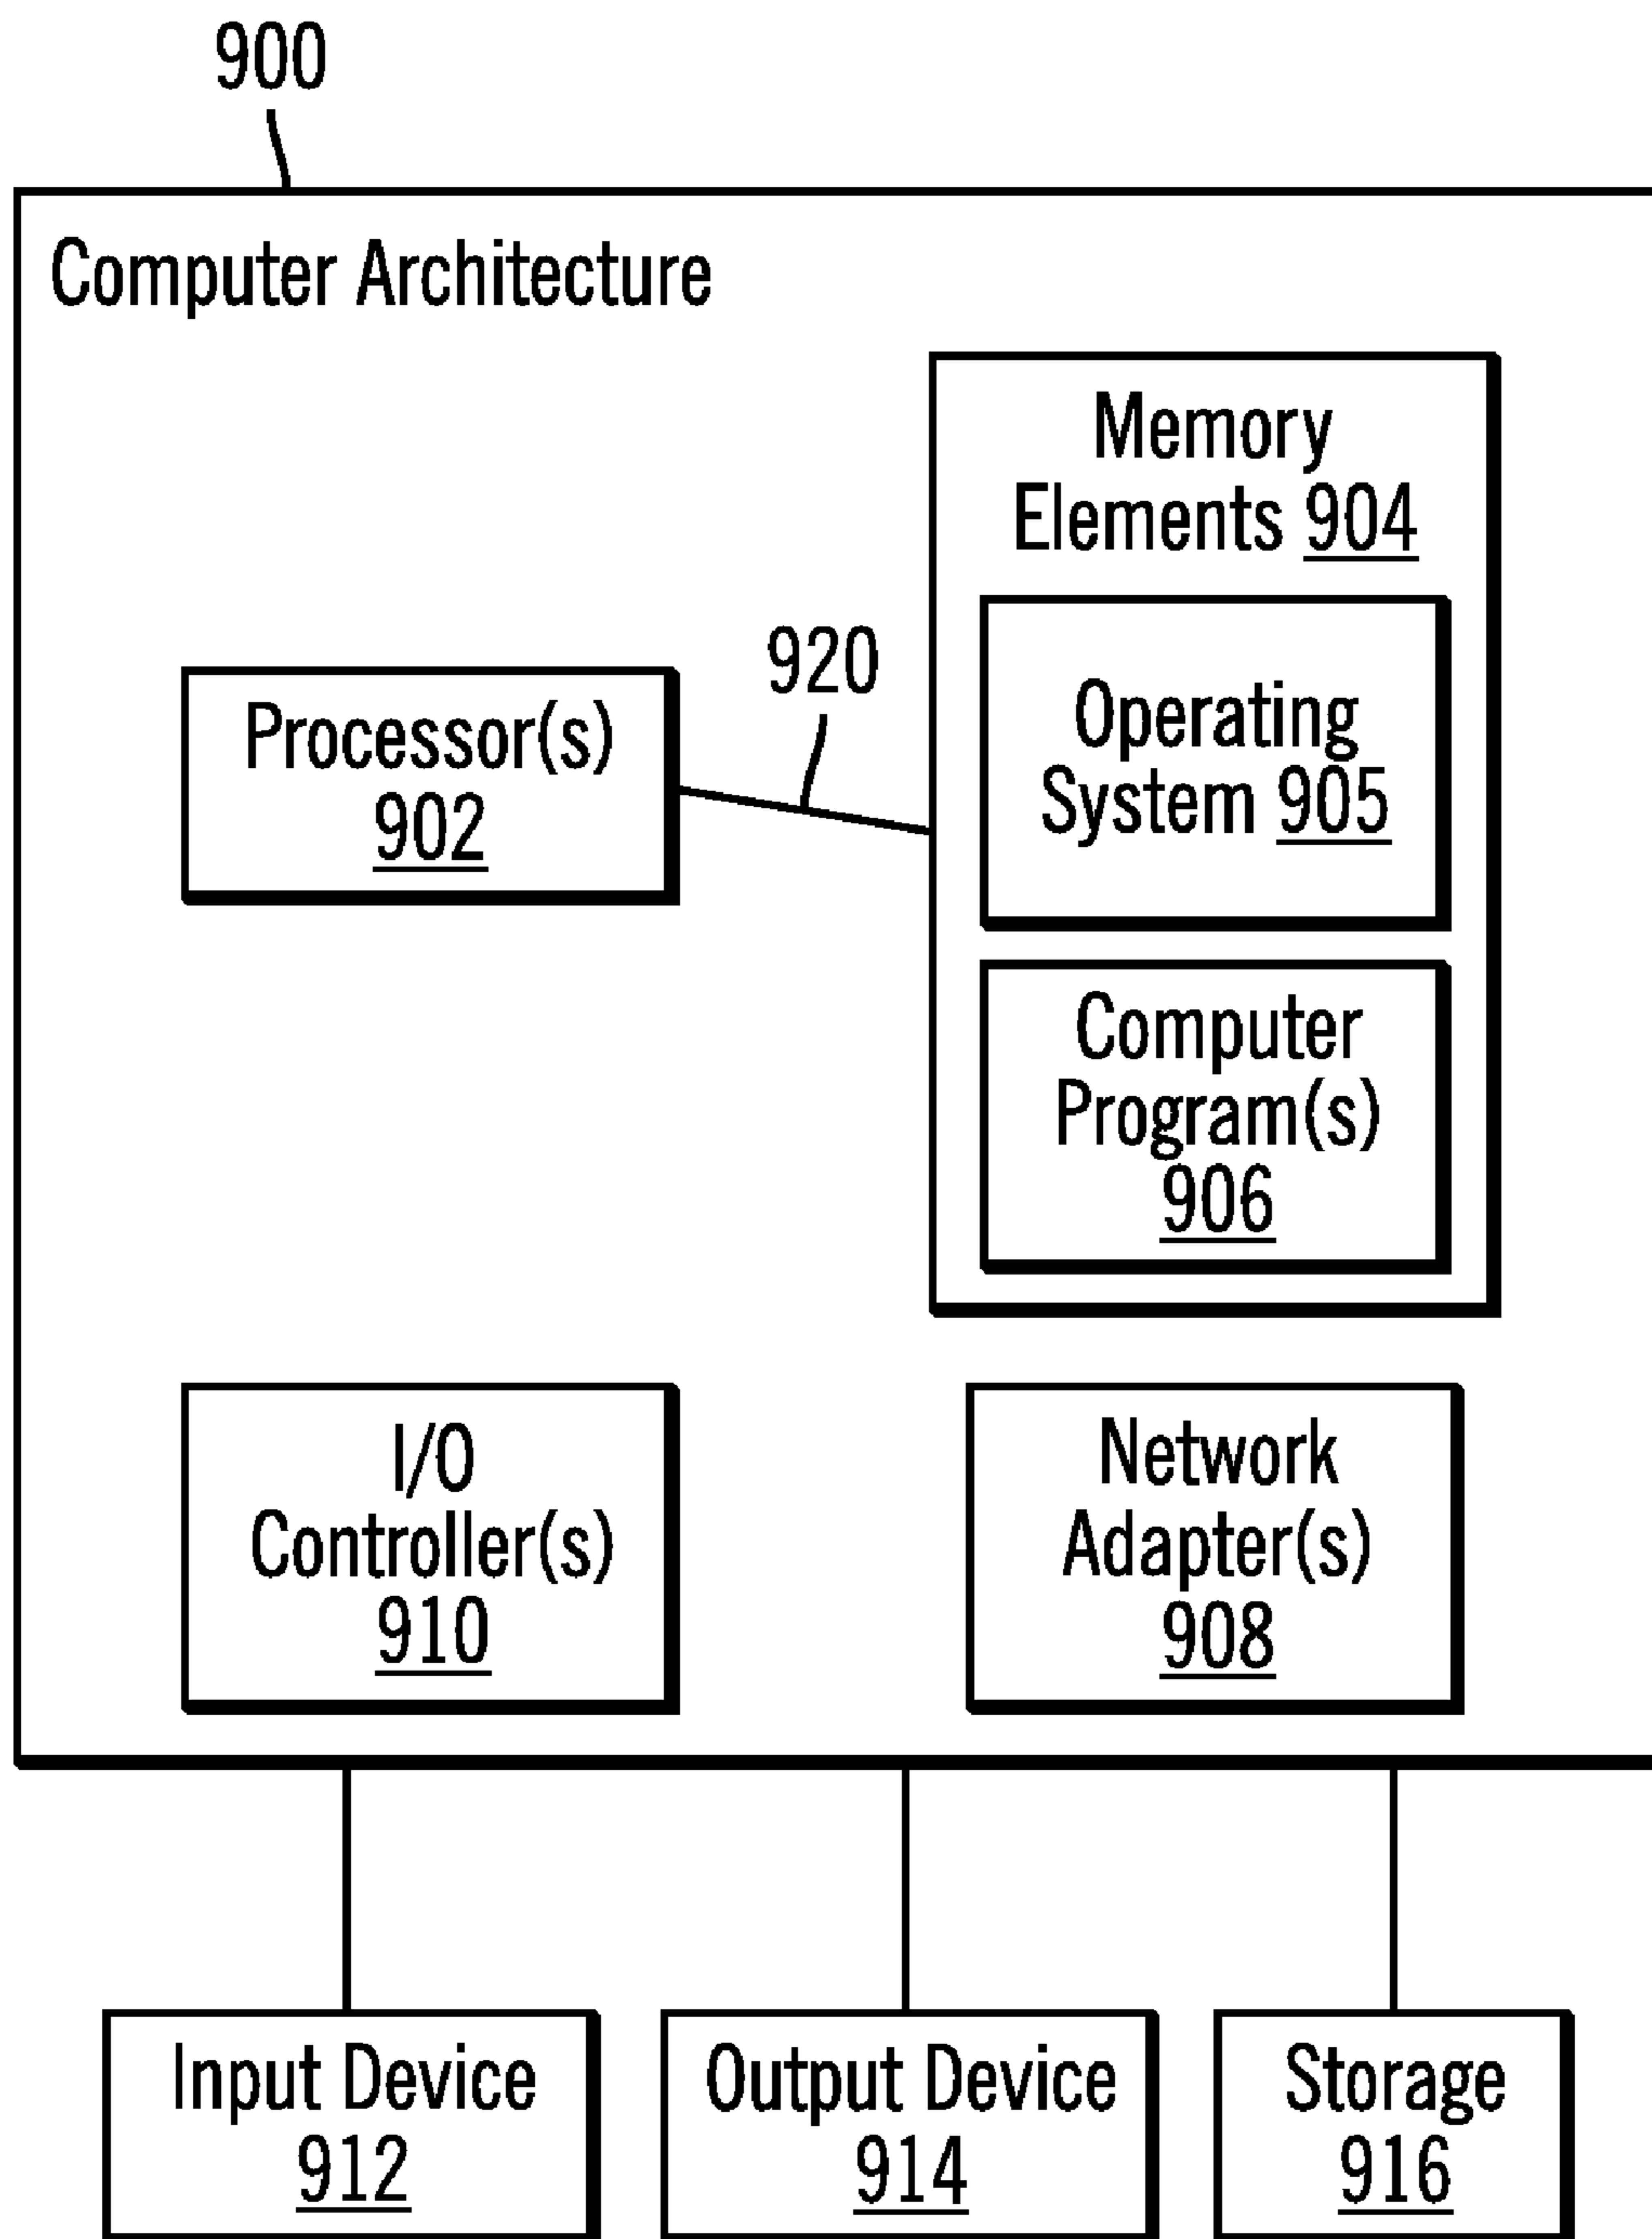 900
Computer Architecture
Memory
Elements 904
Processor(s)
902
920
Operating
System 905
Computer
Program(s)
906
I/O
Controller(s)
910
Network
Adapter(s)
908
Input Device
912
Output Device
914
Storage
916